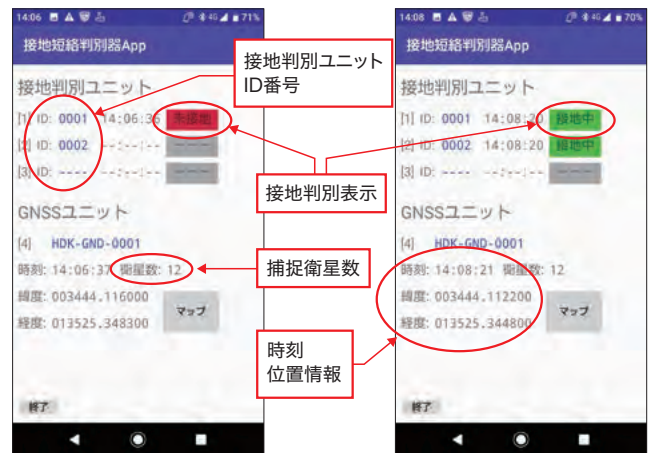 14:06 71%
接地短絡判別器App
接地判別ユニット
[1] ID: 0001 14:06:36 未接地
[2] ID: 0002 --:--:-- ----
[3] ID: ---- --:--:-- ----
GNSSユニット
[4] HDK-GND-0001
時刻: 14:06:37 衛星数: 12
緯度: 003444.116000
経度: 013525.348300
マップ
終了
接地判別ユニット
ID番号
接地判別表示
捕捉衛星数
時刻
位置情報
14:08 4G 70%
接地短絡判別器App
接地判別ユニット
[1] ID: 0001 14:08:20 接地中
[2] ID: 0002 14:08:20 接地中
[3] ID: ---- --:--:-- ----
GNSSユニット
[4] HDK-GND-0001
時刻: 14:08:21 衛星数: 12
緯度: 003444.112200
経度: 013525.344800
マップ
終了